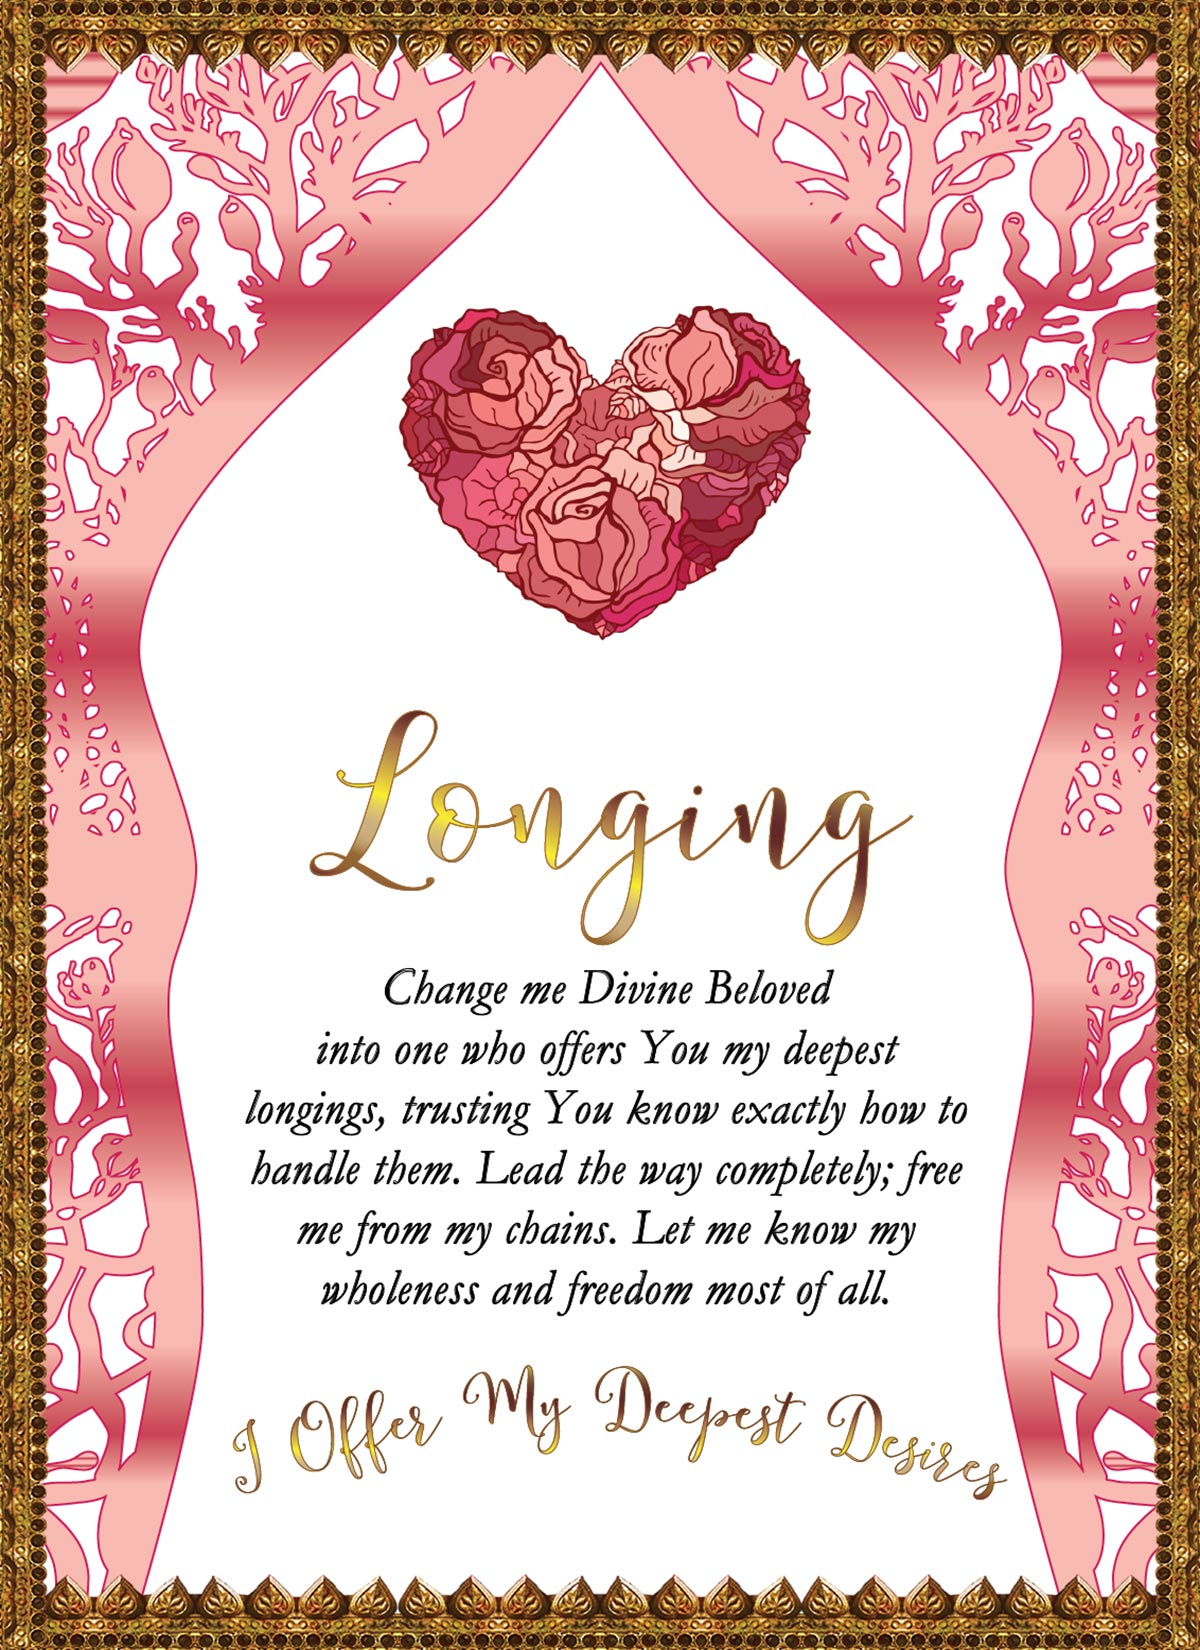 Longing
Change me Divine Beloved
into one who offers You my deepest
longings, trusting You know exactly how to
handle them. Lead the way completely; free
me from my chains. Let me know my
wholeness and freedom most of all.
I Offer My Deepest Desires